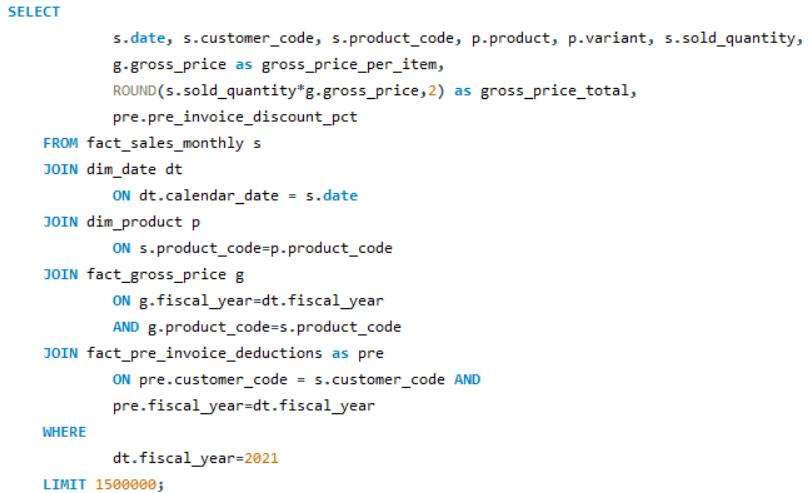 SELECT
s.date, s.customer_code, s.product_code, p.product, p.variant, s.sold_quantity,
g.gross_price as gross_price_per_item,
ROUND(s.sold_quantity*g.gross_price,2) as gross_price_total,
pre.pre_invoice_discount_pct
FROM fact_sales_monthly s
JOIN dim_date dt
ON dt.calendar_date = s.date
JOIN dim_product p
ON s.product_code=p.product_code
JOIN fact_gross_price g
ON g.fiscal_year=dt.fiscal_year
AND g.product_code=s.product_code
JOIN fact_pre_invoice_deductions as pre
ON pre.customer_code = s.customer_code AND
pre.fiscal_year=dt.fiscal_year
WHERE
dt.fiscal_year=2021
LIMIT 1500000;